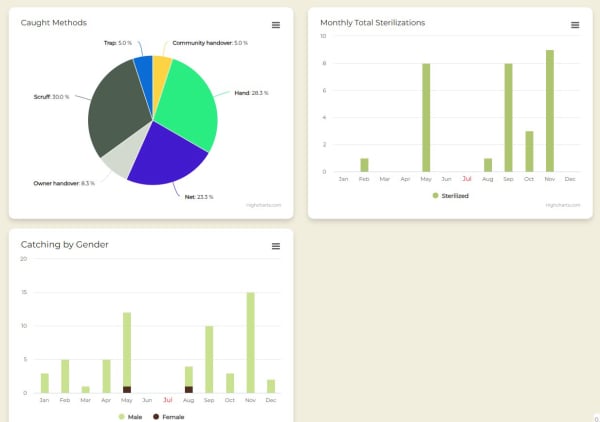 Caught Methods
Trap: 5.0 %
Community handover: 5.0 %
Scruff: 30.0 %
Hand: 28.3 %
Owner handover: 8.3 %
Net: 23.3 %
Highcharts.com
Monthly Total Sterilizations
10
8
6
4
2
0
Jan Feb Mar Apr May Jun Jul Aug Sep Oct Nov Dec
Sterilized
Highcharts.com
Catching by Gender
20
15
10
5
0
Jan Feb Mar Apr May Jun Jul Aug Sep Oct Nov Dec
Male Female